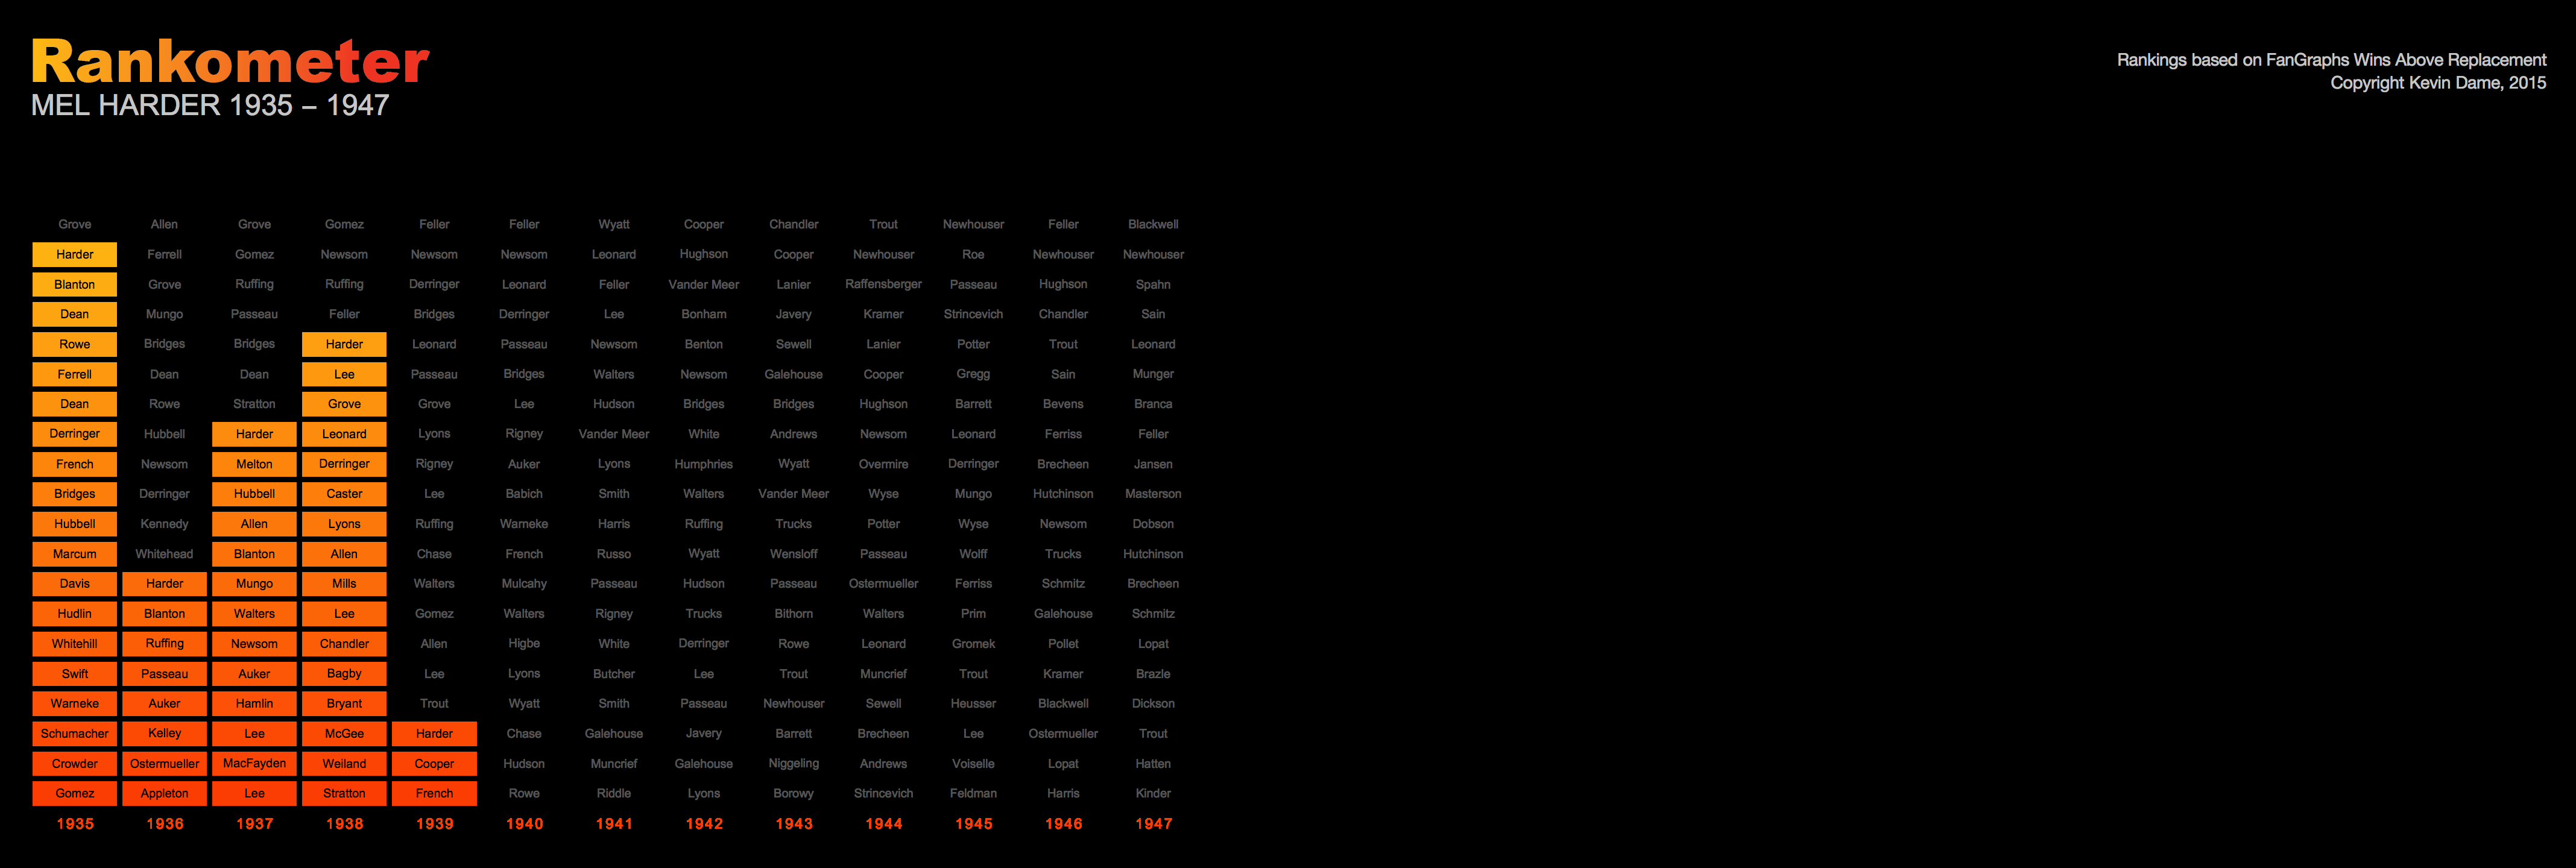 Rankometer
MEL HARDER 1935 – 1947
Rankings based on FanGraphs Wins Above Replacement
Copyright Kevin Dame, 2015
Grove Allen Grove Gomez Feller Feller Wyatt Cooper Chandler Trout Newhouser Feller Blackwell
Harder Ferrell Gomez Newsom Newsom Newsom Leonard Hughson Cooper Newhouser Roe Newhouser Newhouser
Blanton Grove Ruffing Ruffing Derringer Leonard Feller Vander Meer Lanier Raffensberger Passeau Hughson Spahn
Dean Mungo Passeau Feller Bridges Derringer Lee Bonham Javery Kramer Strincevich Chandler Sain
Rowe Bridges Bridges Harder Leonard Passeau Newsom Benton Sewell Lanier Potter Trout Leonard
Ferrell Dean Dean Lee Passeau Bridges Walters Newsom Galehouse Cooper Gregg Sain Munger
Dean Rowe Stratton Grove Grove Lee Hudson Bridges Bridges Hughson Barrett Bevens Branca
Derringer Hubbell Harder Leonard Lyons Rigney Vander Meer White Andrews Newsom Leonard Ferriss Feller
French Newsom Melton Derringer Rigney Auker Lyons Humphries Wyatt Overmire Derringer Brecheen Jansen
Bridges Derringer Hubbell Caster Lee Babich Smith Walters Vander Meer Wyse Mungo Hutchinson Masterson
Hubbell Kennedy Allen Lyons Ruffing Warneke Harris Ruffing Trucks Potter Wyse Newsom Dobson
Marcum Whitehead Blanton Allen Chase French Russo Wyatt Wensloff Passeau Wolff Trucks Hutchinson
Davis Harder Mungo Mills Walters Mulcahy Passeau Hudson Passeau Ostermueller Ferriss Schmitz Brecheen
Hudlin Blanton Walters Lee Gomez Walters Rigney Trucks Bithorn Walters Prim Galehouse Schmitz
Whitehill Ruffing Newsom Chandler Allen Higbe White Derringer Rowe Leonard Gromek Pollet Lopat
Swift Passeau Auker Bagby Lee Lyons Butcher Lee Trout Muncrief Trout Kramer Brazle
Warneke Auker Hamlin Bryant Trout Wyatt Smith Passeau Newhouser Sewell Heusser Blackwell Dickson
Schumacher Kelley Lee McGee Harder Chase Galehouse Javery Barrett Brecheen Lee Ostermueller Trout
Crowder Ostermueller MacFayden Weiland Cooper Hudson Muncrief Galehouse Niggeling Andrews Voiselle Lopat Hatten
Gomez Appleton Lee Stratton French Rowe Riddle Lyons Borowy Strincevich Feldman Harris Kinder
1935 1936 1937 1938 1939 1940 1941 1942 1943 1944 1945 1946 1947